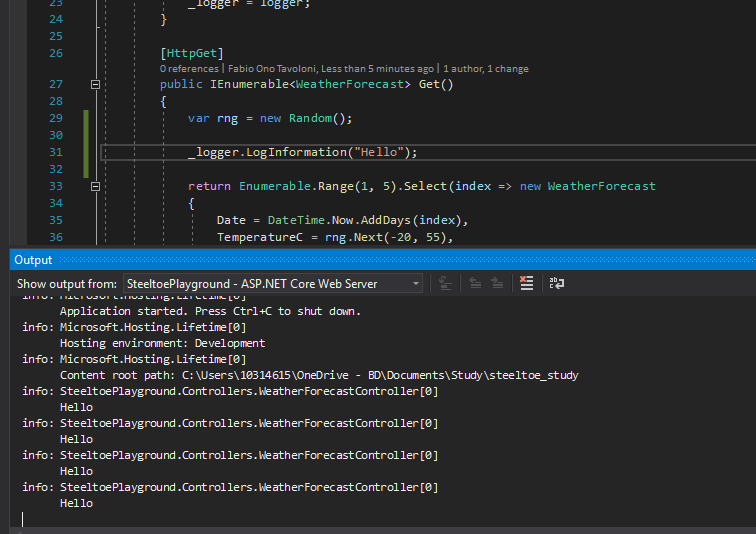 23 _logger = logger;
24 }
25
26 [HttpGet]
0 references | Fabio Ono Tavoloni, Less than 5 minutes ago | 1 author, 1 change
27 public IEnumerable<WeatherForecast> Get()
28 {
29 var rng = new Random();
30
31 _logger.LogInformation("Hello");
32
33 return Enumerable.Range(1, 5).Select(index => new WeatherForecast
34 {
35 Date = DateTime.Now.AddDays(index),
36 TemperatureC = rng.Next(-20, 55),
Output
Show output from: SteeltoePlayground - ASP.NET Core Web Server
info: Microsoft.Hosting.Lifetime[0]
Application started. Press Ctrl+C to shut down.
info: Microsoft.Hosting.Lifetime[0]
Hosting environment: Development
info: Microsoft.Hosting.Lifetime[0]
Content root path: C:\Users\10314615\OneDrive - BD\Documents\Study\steeltoe_study
info: SteeltoePlayground.Controllers.WeatherForecastController[0]
Hello
info: SteeltoePlayground.Controllers.WeatherForecastController[0]
Hello
info: SteeltoePlayground.Controllers.WeatherForecastController[0]
Hello
info: SteeltoePlayground.Controllers.WeatherForecastController[0]
Hello